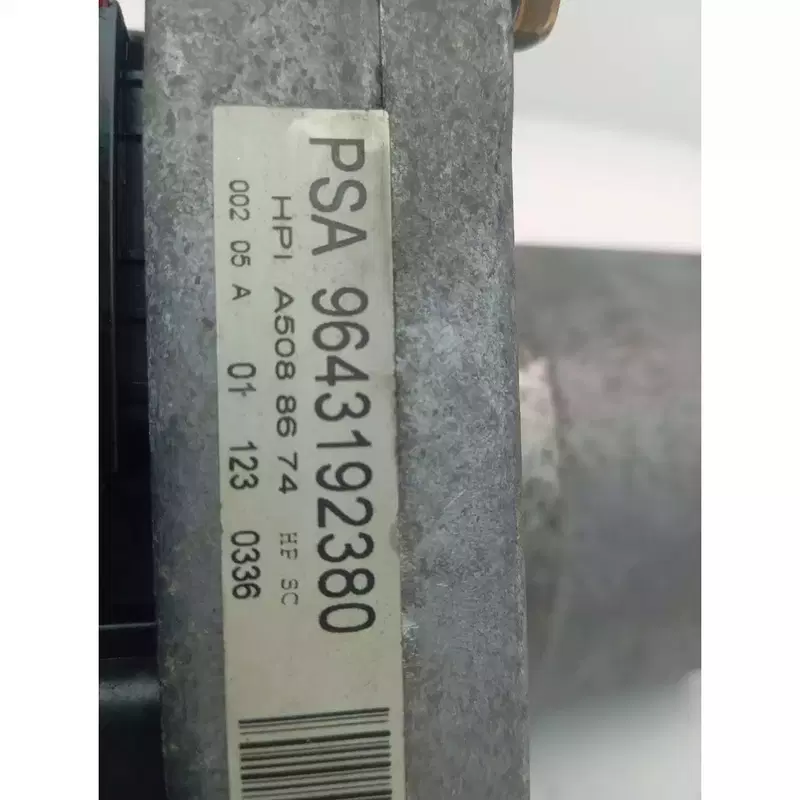 PSA 9643192380
HPI A508 86 74 HF SC
002 05 A 01 123 0336